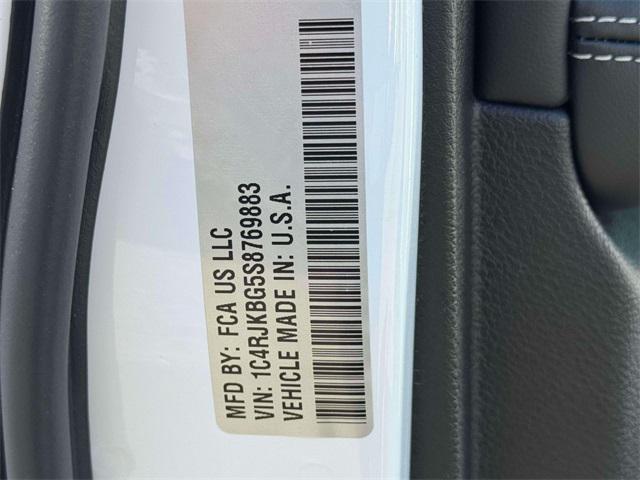 MFD BY: FCA US LLC
VIN: 1C4RJKBG5S8769883
VEHICLE MADE IN: U.S.A.